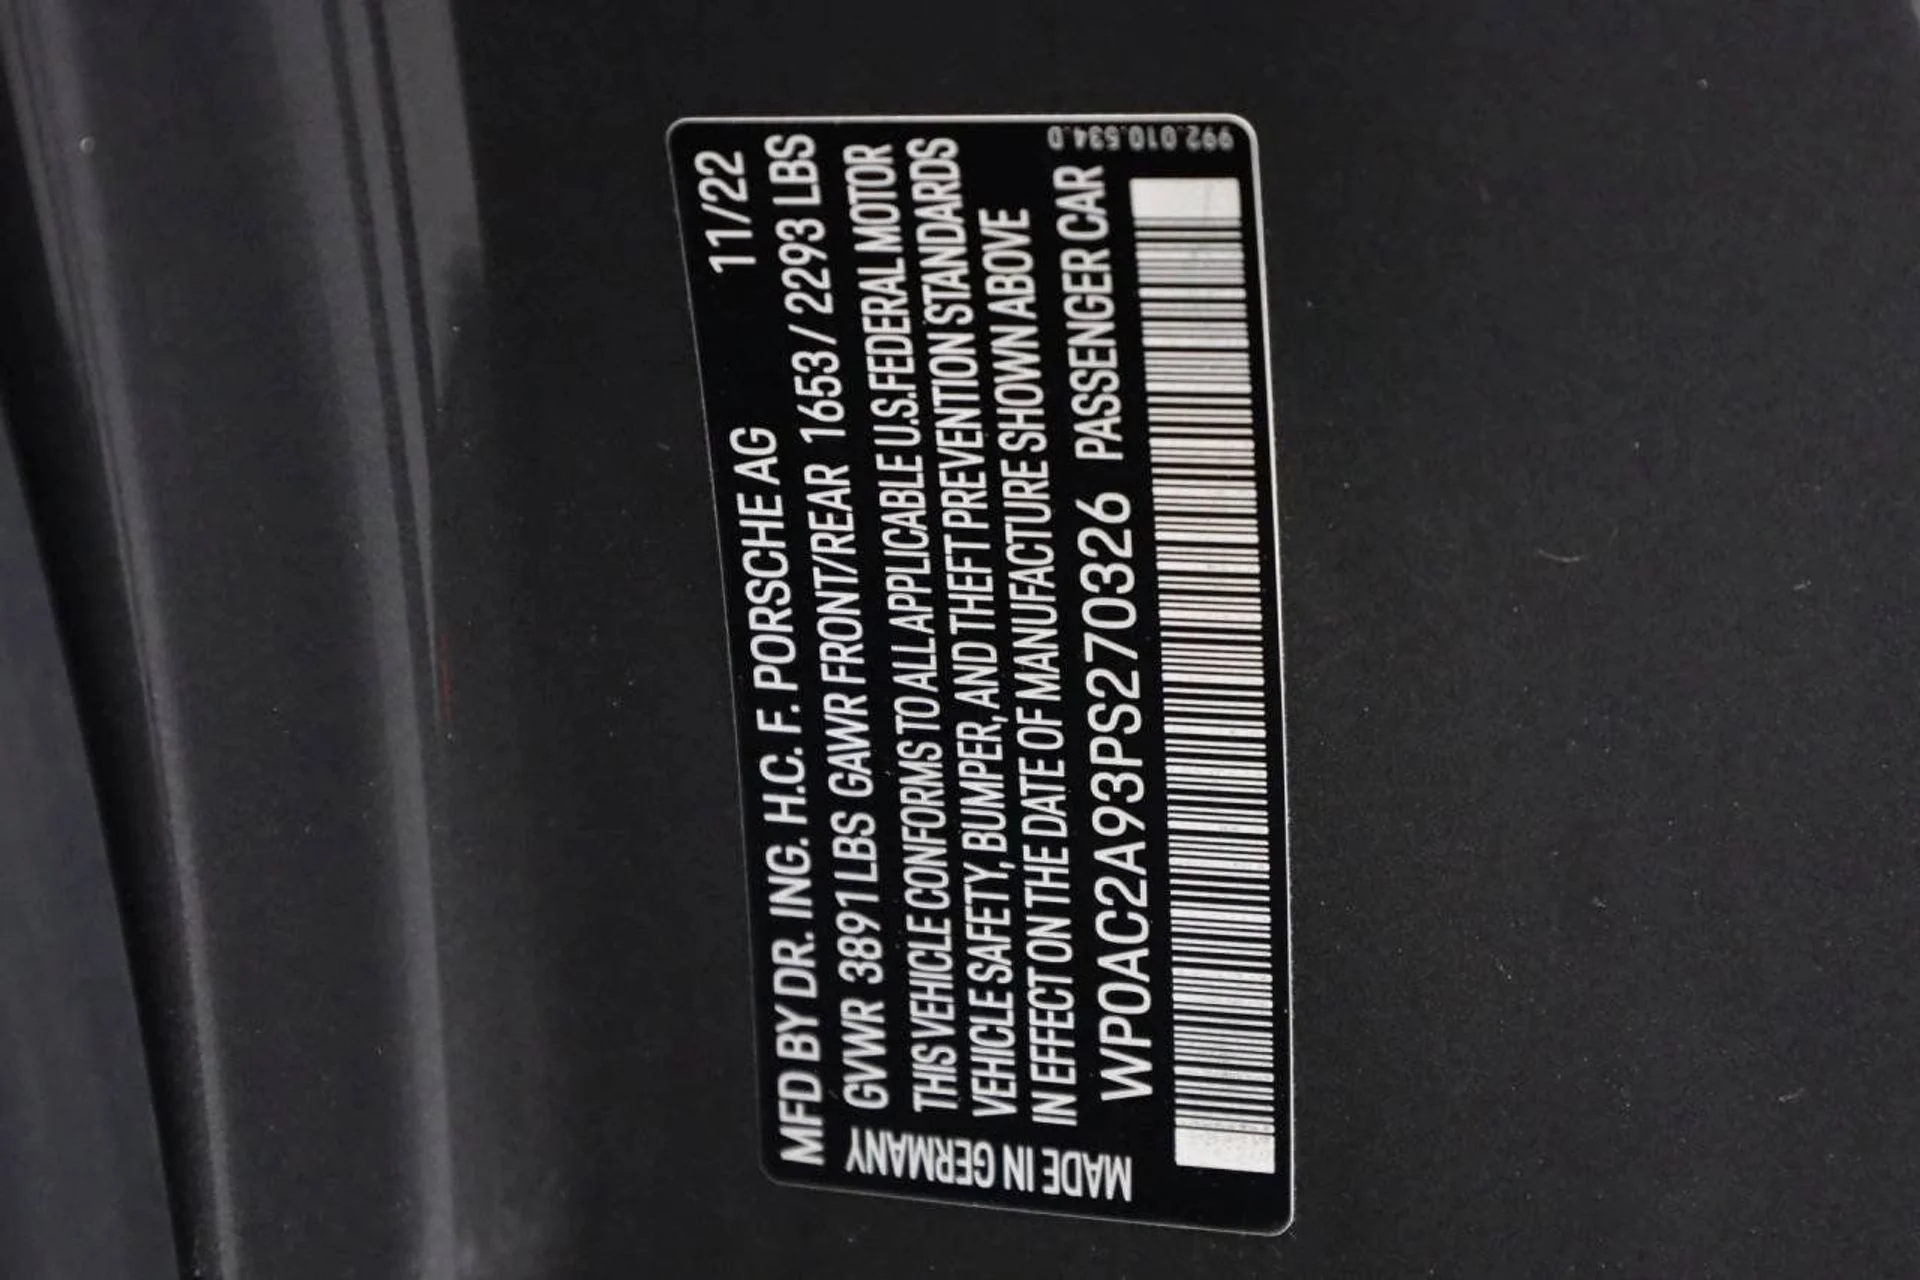 992.010.534.D
MFD BY DR. ING. H.C. F. PORSCHE AG 11/22
GVWR 3891 LBS GAWR FRONT/REAR 1653 / 2293 LBS
THIS VEHICLE CONFORMS TO ALL APPLICABLE U.S. FEDERAL MOTOR
VEHICLE SAFETY, BUMPER, AND THEFT PREVENTION STANDARDS
IN EFFECT ON THE DATE OF MANUFACTURE SHOWN ABOVE
WP0AC2A93PS270326 PASSENGER CAR
MADE IN GERMANY